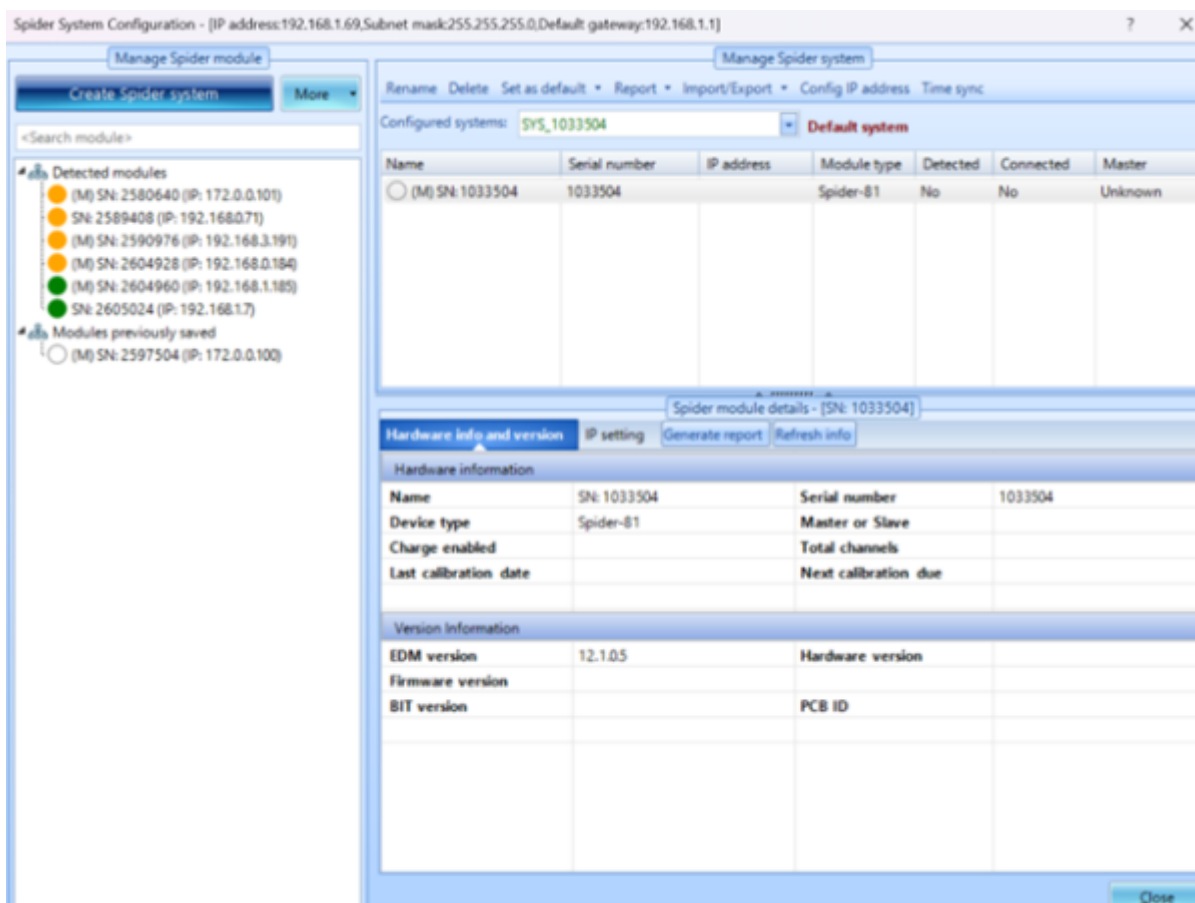 Spider System Configuration - [IP address:192.168.1.69,Subnet mask:255.255.255.0,Default gateway:192.168.1.1]
?
Manage Spider module
Create Spider system
More
<Search module>
Detected modules
(M) SN: 2580640 (IP: 172.0.0.101)
SN: 2589408 (IP: 192.168.0.71)
(M) SN: 2590976 (IP: 192.168.3.191)
(M) SN: 2604928 (IP: 192.168.0.184)
(M) SN: 2604960 (IP: 192.168.1.185)
SN: 2605024 (IP: 192.168.1.7)
Modules previously saved
(M) SN: 2597504 (IP: 172.0.0.100)
Manage Spider system
Rename Delete Set as default Report Import/Export Config IP address Time sync
Configured systems: SYS_1033504 Default system
Name Serial number IP address Module type Detected Connected Master
(M) SN: 1033504 1033504 Spider-81 No No Unknown
Spider module details - [SN: 1033504]
Hardware info and version IP setting Generate report Refresh info
Hardware information
Name SN: 1033504 Serial number 1033504
Device type Spider-81 Master or Slave
Charge enabled Total channels
Last calibration date Next calibration due
Version Information
EDM version 12.1.0.5 Hardware version
Firmware version
BIT version PCB ID
Close